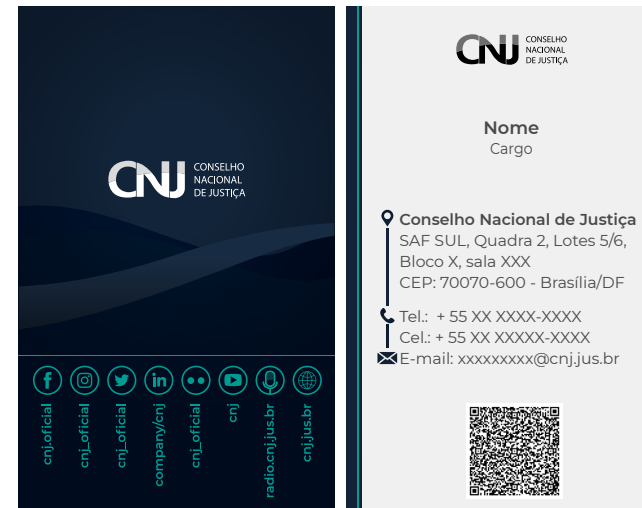 CNJ
CONSELHO
NACIONAL
DE JUSTIÇA
cnj.oficial
cnj_oficial
cnj_oficial
company/cnj
cnj_oficial
cnj
radio.cnj.jus.br
cnj.jus.br
CNJ
CONSELHO
NACIONAL
DE JUSTIÇA
Nome
Cargo
Conselho Nacional de Justiça
SAF SUL, Quadra 2, Lotes 5/6,
Bloco X, sala XXX
CEP: 70070-600 - Brasília/DF
Tel.: + 55 XX XXXX-XXXX
Cel.: + 55 XX XXXXX-XXXX
E-mail: xxxxxxxxx@cnj.jus.br